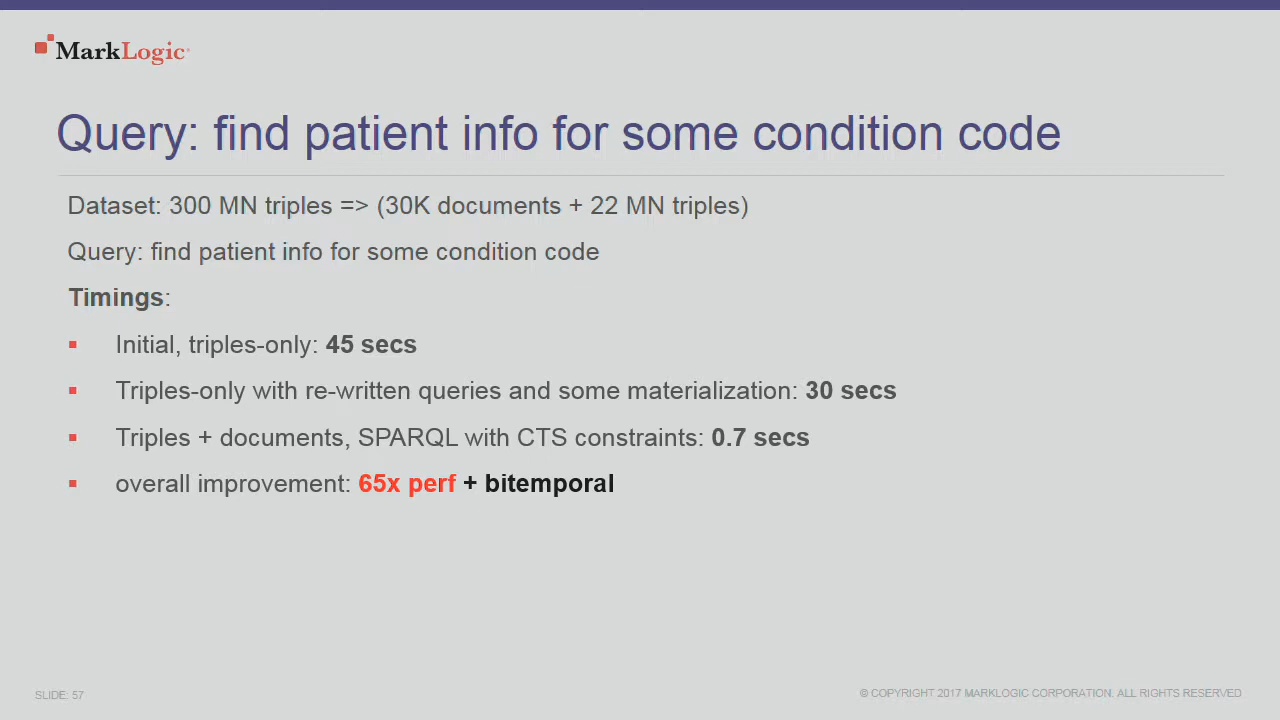 MarkLogic
Query: find patient info for some condition code
Dataset: 300 MN triples => (30K documents + 22 MN triples)
Query: find patient info for some condition code
Timings:
▪ Initial, triples-only: 45 secs
▪ Triples-only with re-written queries and some materialization: 30 secs
▪ Triples + documents, SPARQL with CTS constraints: 0.7 secs
▪ overall improvement: 65x perf + bitemporal
SLIDE: 57
© COPYRIGHT 2017 MARKLOGIC CORPORATION. ALL RIGHTS RESERVED